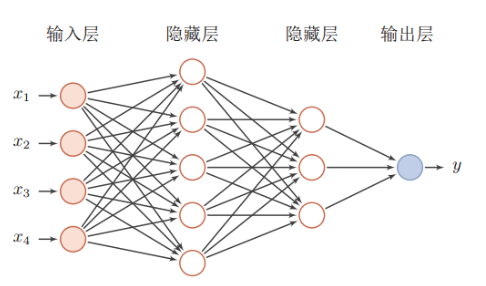 输入层 隐藏层 隐藏层 输出层
x₁
x₂
x₃
x₄
y